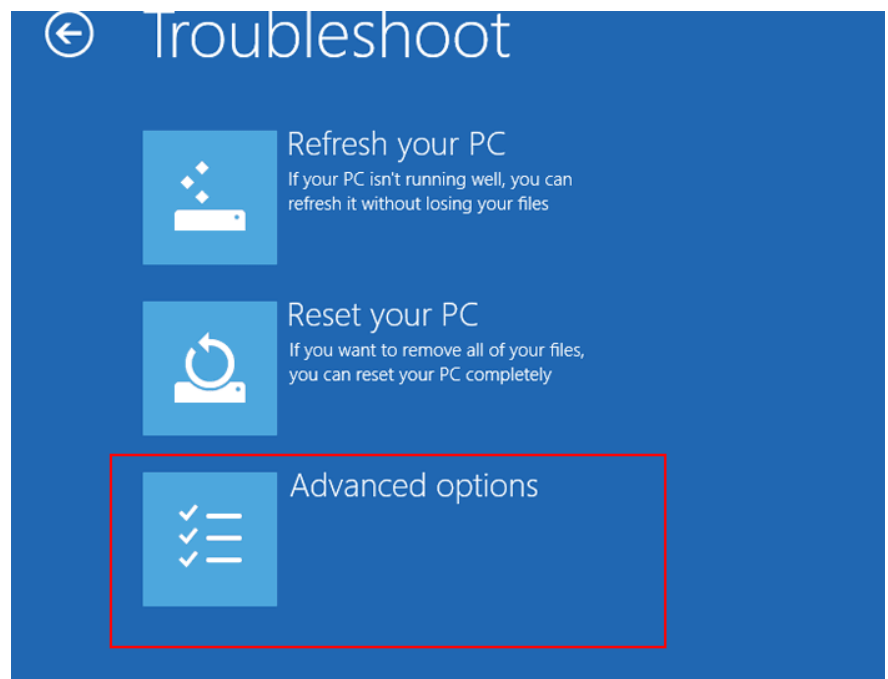 Troubleshoot
Refresh your PC
If your PC isn't running well, you can
refresh it without losing your files
Reset your PC
If you want to remove all of your files,
you can reset your PC completely
Advanced options